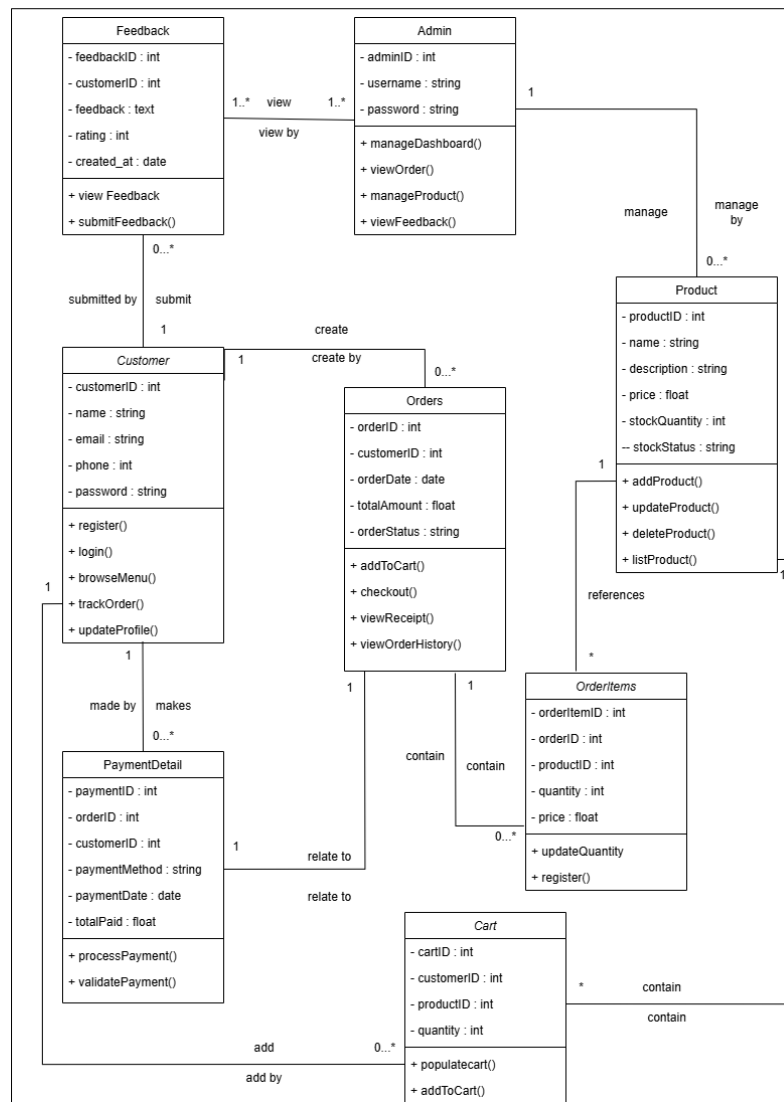 Feedback
- feedbackID : int
- customerID : int
- feedback : text
- rating : int
- created_at : date
+ view Feedback
+ submitFeedback()
Admin
- adminID : int
- username : string
- password : string
+ manageDashboard()
+ viewOrder()
+ manageProduct()
+ viewFeedback()
1..*
view
1..*
view by
1
manage
manage by
0...*
0...*
submitted by
submit
1
Product
- productID : int
- name : string
- description : string
- price : float
- stockQuantity : int
-- stockStatus : string
+ addProduct()
+ updateProduct()
+ deleteProduct()
+ listProduct()
Customer
- customerID : int
- name : string
- email : string
- phone : int
- password : string
+ register()
+ login()
+ browseMenu()
+ trackOrder()
+ updateProfile()
create
1
create by
0...*
Orders
- orderID : int
- customerID : int
- orderDate : date
- totalAmount : float
- orderStatus : string
+ addToCart()
+ checkout()
+ viewReceipt()
+ viewOrderHistory()
1
1
references
*
1
1
made by
makes
0...*
1
1
contain
contain
0...*
OrderItems
- orderItemID : int
- orderID : int
- productID : int
- quantity : int
- price : float
+ updateQuantity
+ register()
PaymentDetail
- paymentID : int
- orderID : int
- customerID : int
- paymentMethod : string
- paymentDate : date
- totalPaid : float
+ processPayment()
+ validatePayment()
1
relate to
relate to
Cart
- cartID : int
- customerID : int
- productID : int
- quantity : int
+ populatecart()
+ addToCart()
*
contain
contain
add
0...*
add by